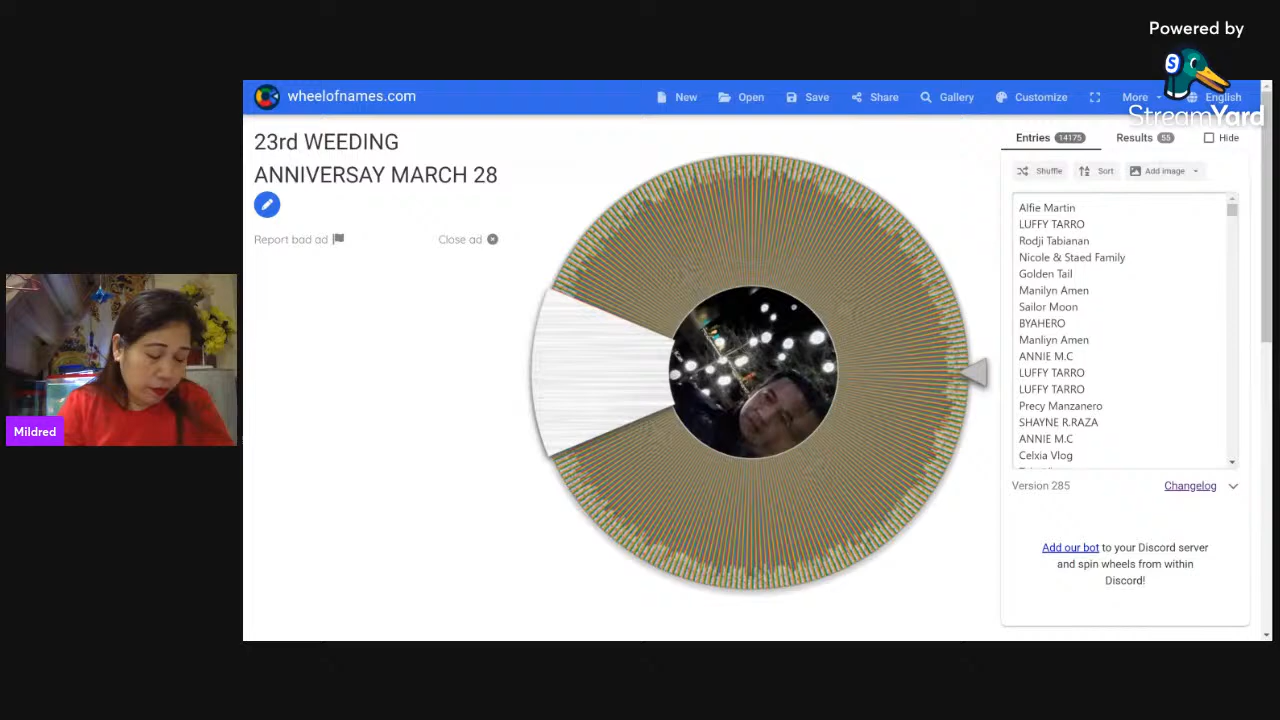 Powered by
StreamYard
wheelofnames.com
New
Open
Save
Share
Gallery
Customize
More
English
23rd WEEDING
ANNIVERSAY MARCH 28
Report bad ad
Close ad
Entries 14175
Results 55
Hide
Shuffle
Sort
Add image
Alfie Martin
LUFFY TARRO
Rodji Tabianan
Nicole & Staed Family
Golden Tail
Manilyn Amen
Sailor Moon
BYAHERO
Manliyn Amen
ANNIE M.C
LUFFY TARRO
LUFFY TARRO
Precy Manzanero
SHAYNE R.RAZA
ANNIE M.C
Celxia Vlog
Version 285
Changelog
Add our bot to your Discord server
and spin wheels from within
Discord!
Mildred